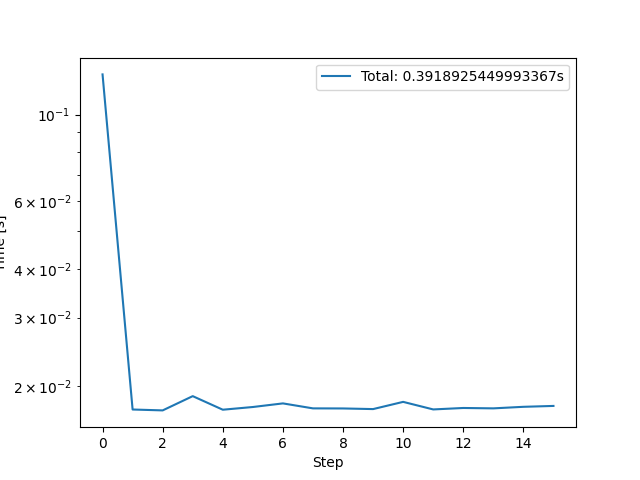 Total: 0.3918925449993367s
10⁻¹
6 × 10⁻²
4 × 10⁻²
3 × 10⁻²
2 × 10⁻²
0 2 4 6 8 10 12 14
Step
[s]